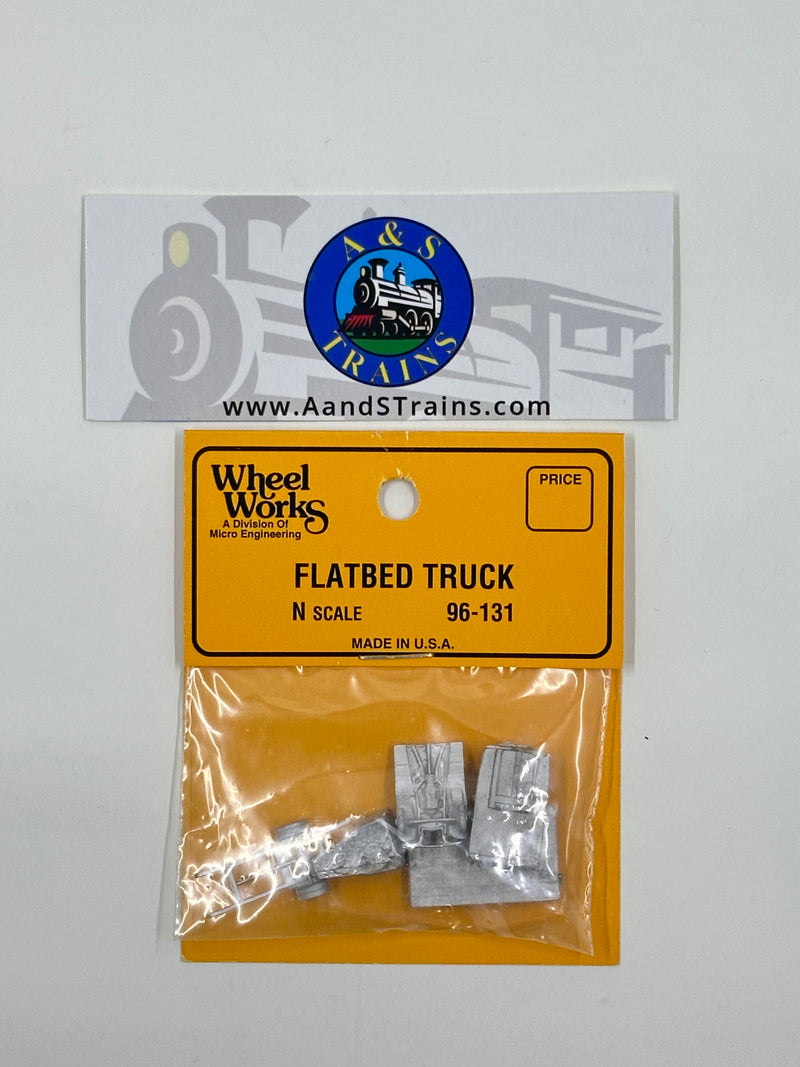 A & S
TRAINS
www.AandSTrains.com
Wheel
Works
A Division Of
Micro Engineering
PRICE
FLATBED TRUCK
N SCALE 96-131
MADE IN U.S.A.